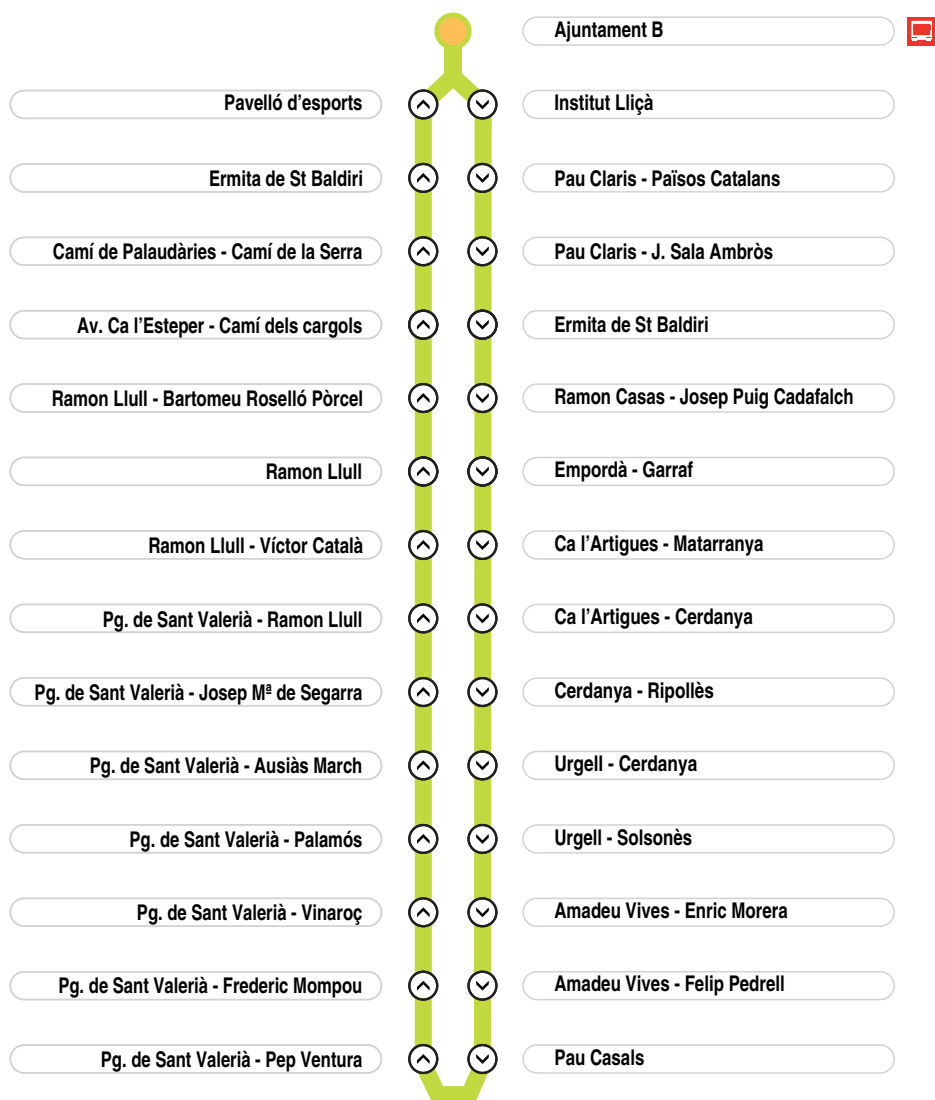 Ajuntament B
Pavelló d’esports
Institut Lliçà
Ermita de St Baldiri
Pau Claris - Països Catalans
Camí de Palaudàries - Camí de la Serra
Pau Claris - J. Sala Ambròs
Av. Ca l’Esteper - Camí dels cargols
Ermita de St Baldiri
Ramon Llull - Bartomeu Roselló Pòrcel
Ramon Casas - Josep Puig Cadafalch
Ramon Llull
Empordà - Garraf
Ramon Llull - Víctor Català
Ca l’Artigues - Matarranya
Pg. de Sant Valerià - Ramon Llull
Ca l’Artigues - Cerdanya
Pg. de Sant Valerià - Josep Mª de Segarra
Cerdanya - Ripollès
Pg. de Sant Valerià - Ausiàs March
Urgell - Cerdanya
Pg. de Sant Valerià - Palamós
Urgell - Solsonès
Pg. de Sant Valerià - Vinaroç
Amadeu Vives - Enric Morera
Pg. de Sant Valerià - Frederic Mompou
Amadeu Vives - Felip Pedrell
Pg. de Sant Valerià - Pep Ventura
Pau Casals